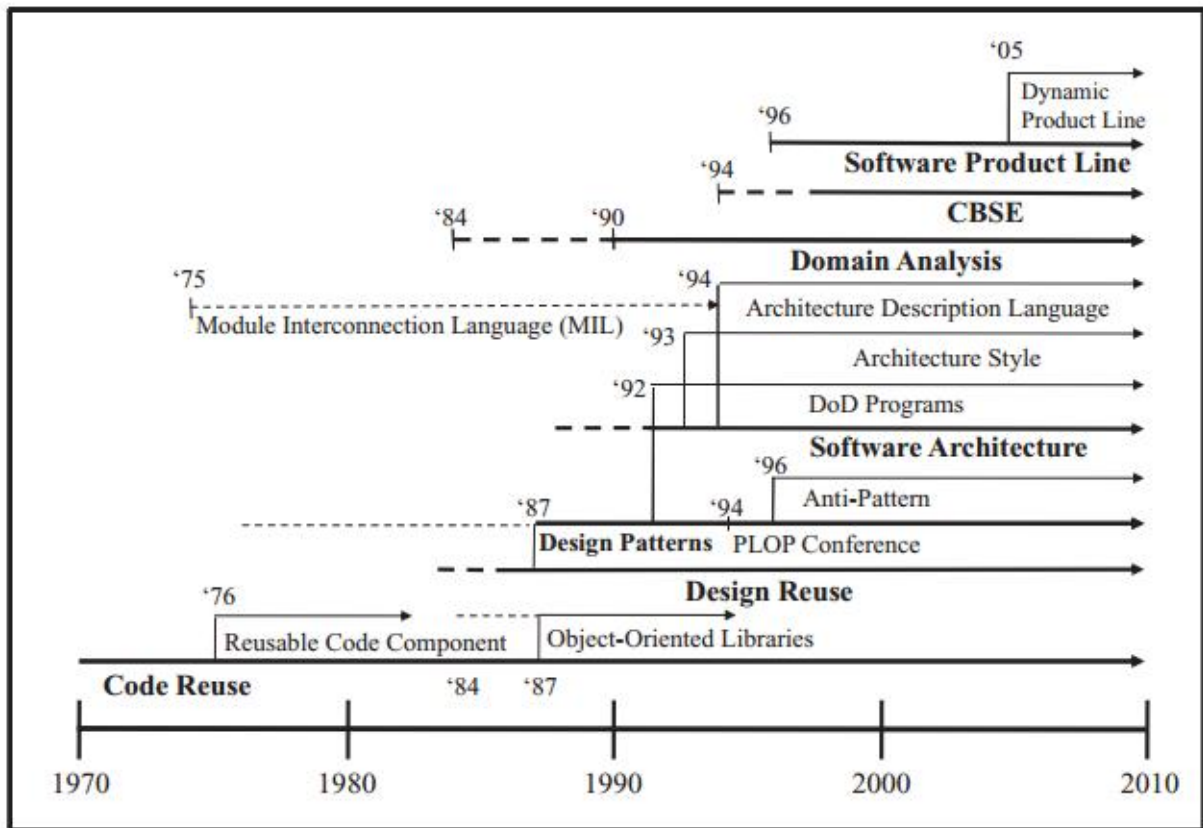 ‘05
Dynamic
Product Line
‘96
Software Product Line
‘94
CBSE
‘84
‘90
Domain Analysis
‘75
‘94
Module Interconnection Language (MIL)
Architecture Description Language
‘93
Architecture Style
‘92
DoD Programs
Software Architecture
‘96
Anti-Pattern
‘87
‘94
Design Patterns
PLOP Conference
Design Reuse
‘76
Reusable Code Component
Object-Oriented Libraries
Code Reuse
‘84
‘87
1970
1980
1990
2000
2010